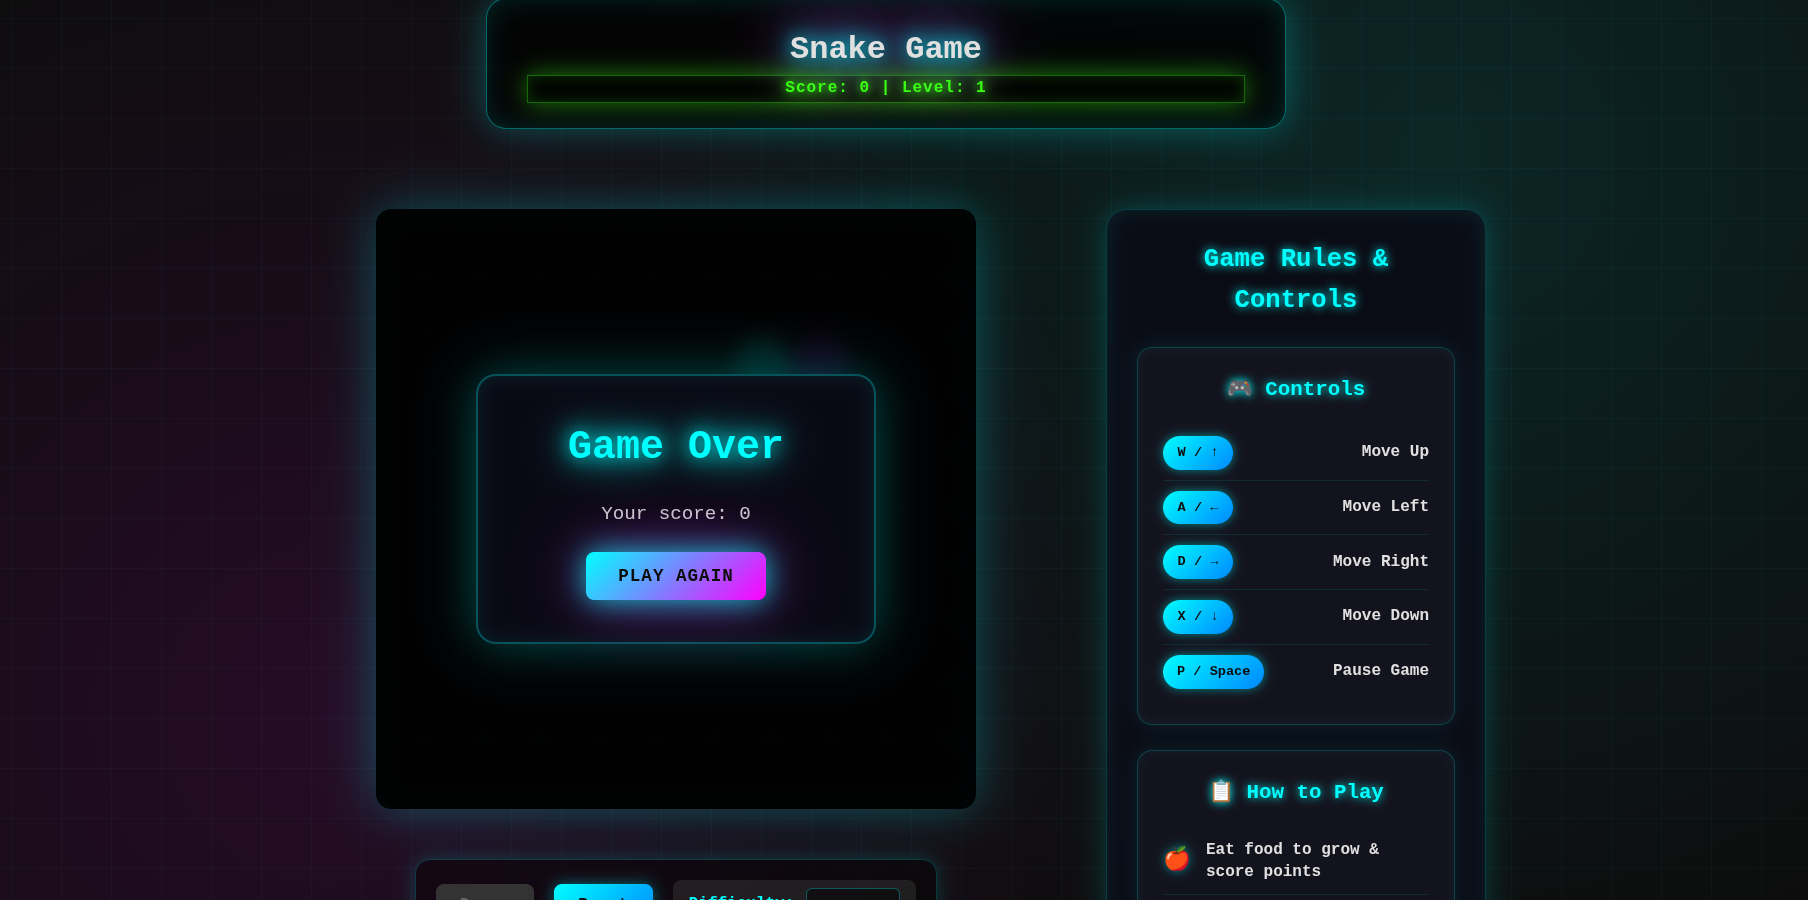 Snake Game
Score: 0 | Level: 1
Game Over
Your score: 0
PLAY AGAIN
Game Rules &
Controls
🎮 Controls
W / ↑ Move Up
A / ← Move Left
D / → Move Right
X / ↓ Move Down
P / Space Pause Game
📋 How to Play
🍎 Eat food to grow &
score points